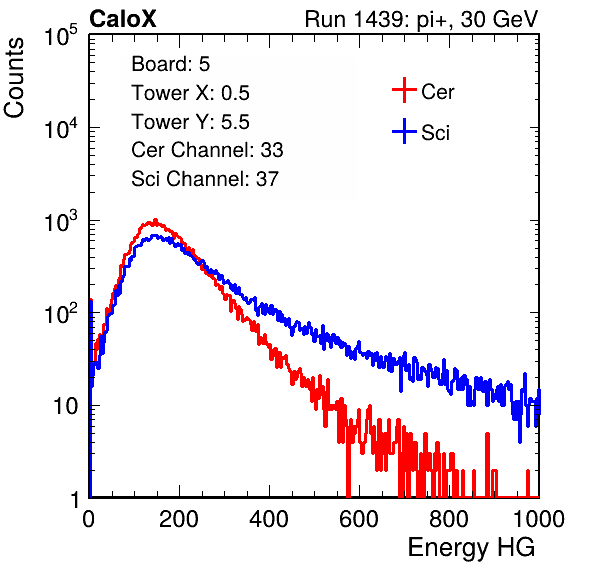 CaloX Run 1439: pi+, 30 GeV
Counts
Board: 5
Tower X: 0.5
Tower Y: 5.5
Cer Channel: 33
Sci Channel: 37
Cer
Sci
10^5
10^4
10^3
10^2
10
1
0 200 400 600 800 1000
Energy HG